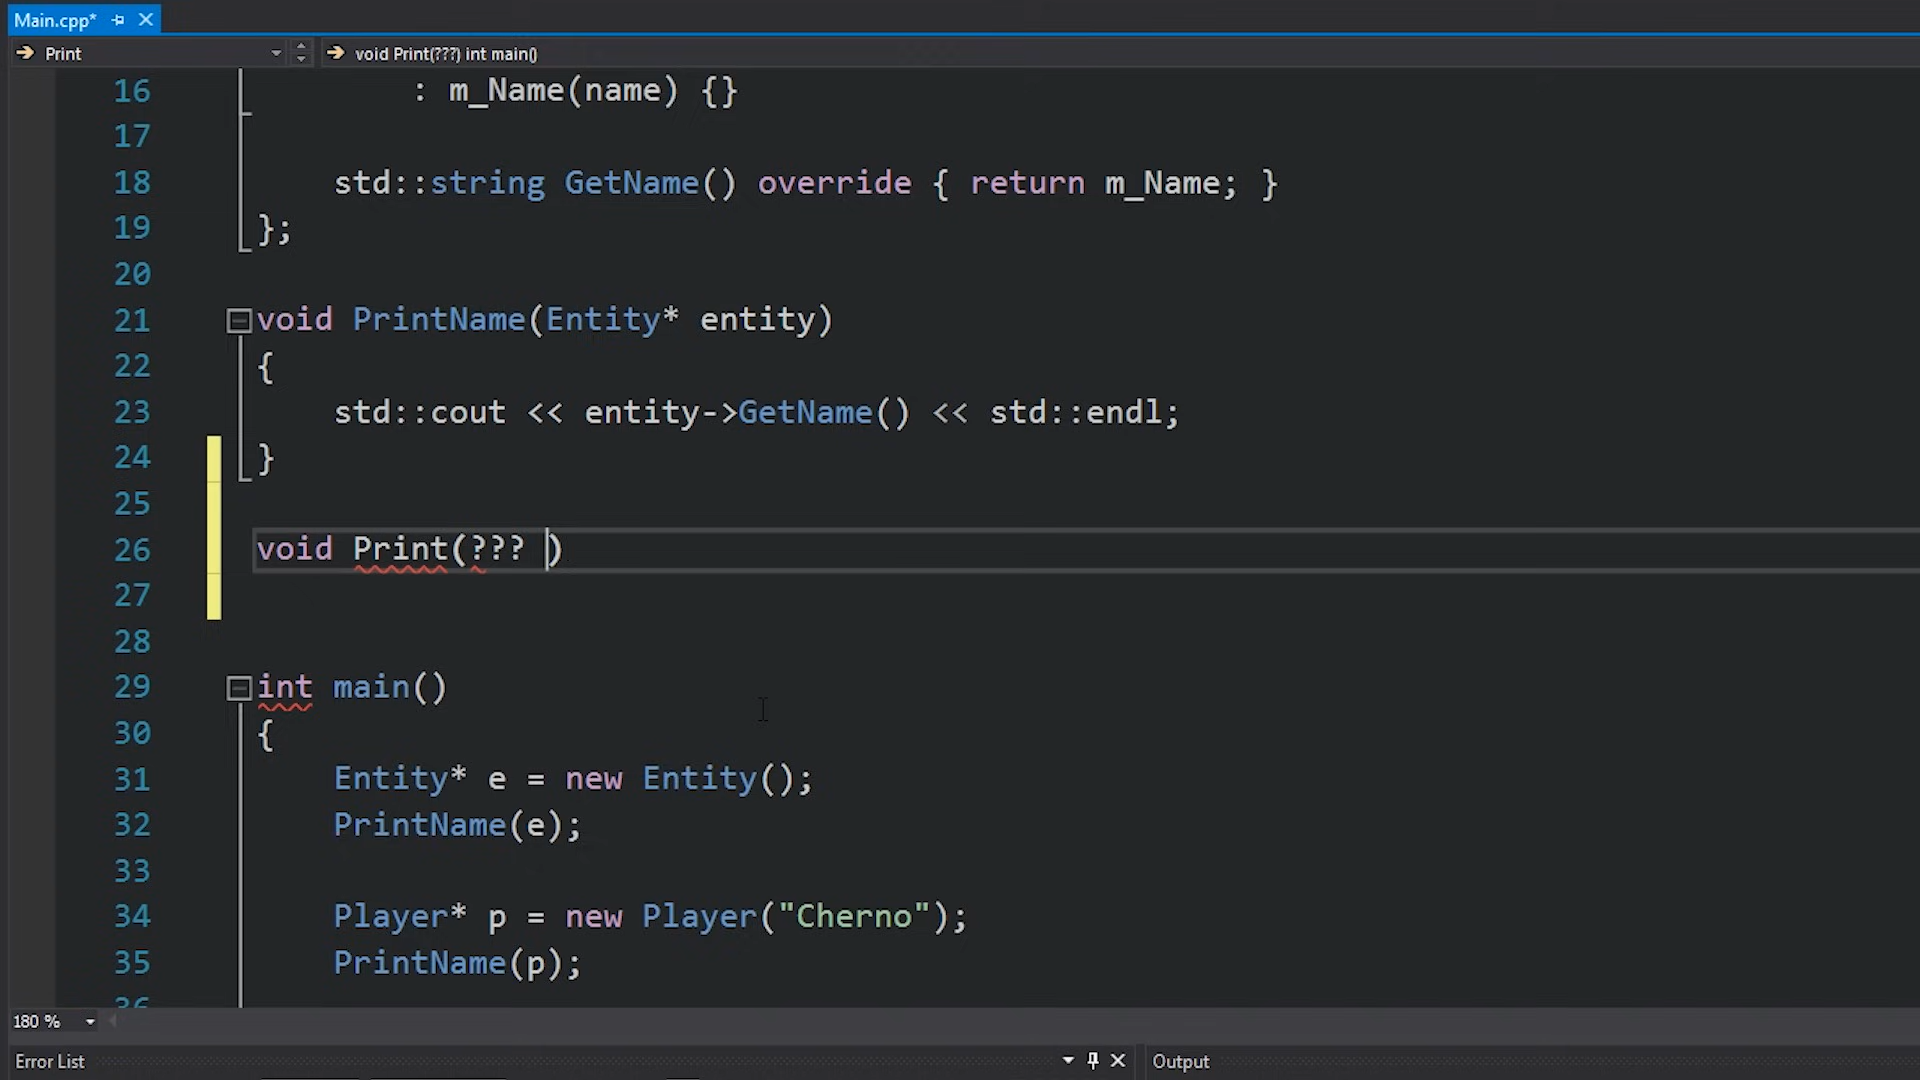 Main.cpp*
Print void Print(???) int main()
16 : m_Name(name) {}
17
18 std::string GetName() override { return m_Name; }
19 };
20
21 void PrintName(Entity* entity)
22 {
23 std::cout << entity->GetName() << std::endl;
24 }
25
26 void Print(??? )
27
28
29 int main()
30 {
31 Entity* e = new Entity();
32 PrintName(e);
33
34 Player* p = new Player("Cherno");
35 PrintName(p);
36
180 %
Error List Output